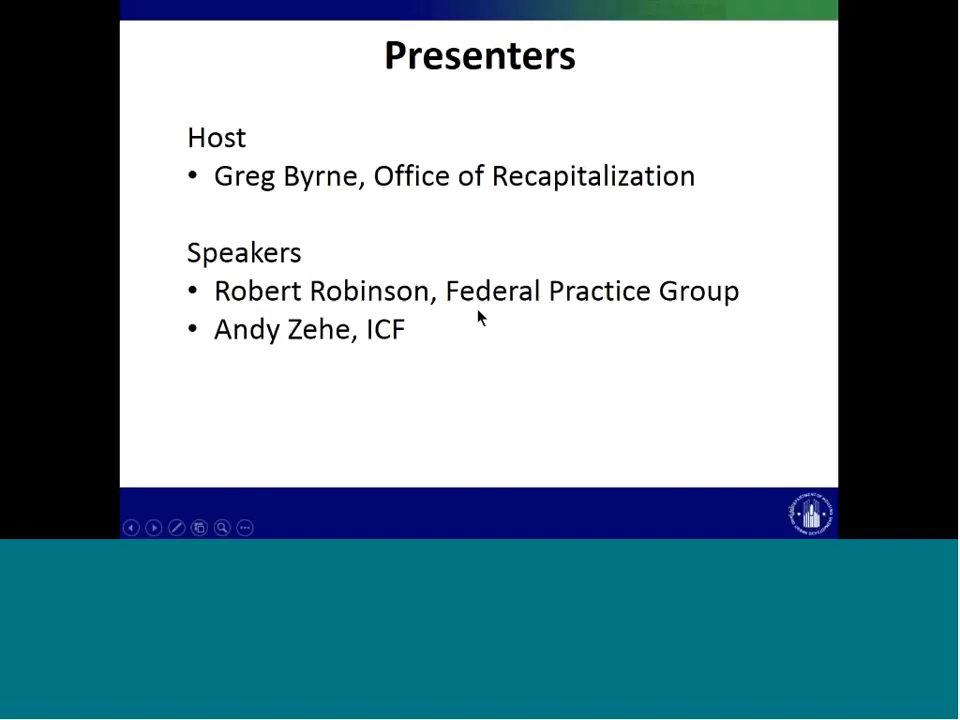 Presenters
Host
• Greg Byrne, Office of Recapitalization
Speakers
• Robert Robinson, Federal Practice Group
• Andy Zehe, ICF